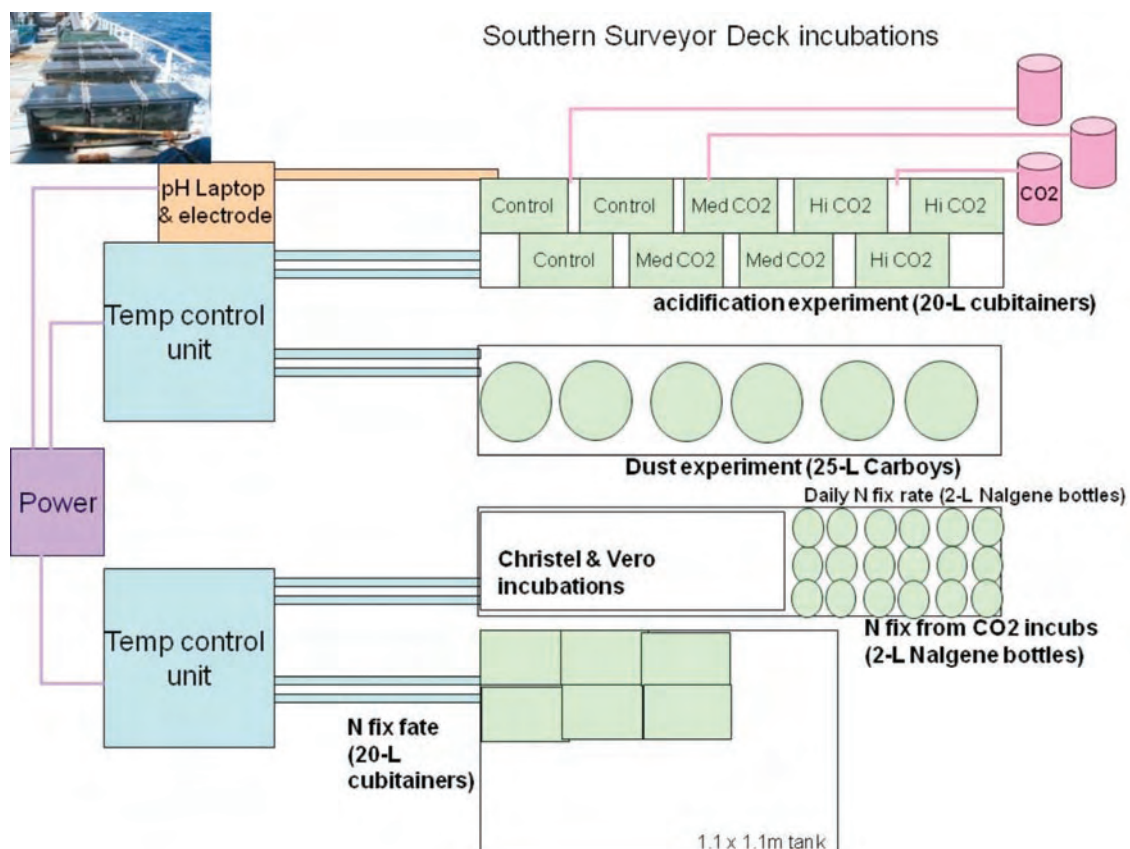 Southern Surveyor Deck incubations
pH Laptop
& electrode
CO2
Control
Control
Med CO2
Hi CO2
Hi CO2
Control
Med CO2
Med CO2
Hi CO2
acidification experiment (20-L cubitainers)
Temp control
unit
Dust experiment (25-L Carboys)
Power
Daily N fix rate (2-L Nalgene bottles)
Christel & Vero
incubations
N fix from CO2 incubs
(2-L Nalgene bottles)
Temp control
unit
N fix fate
(20-L
cubitainers)
1.1 x 1.1m tank